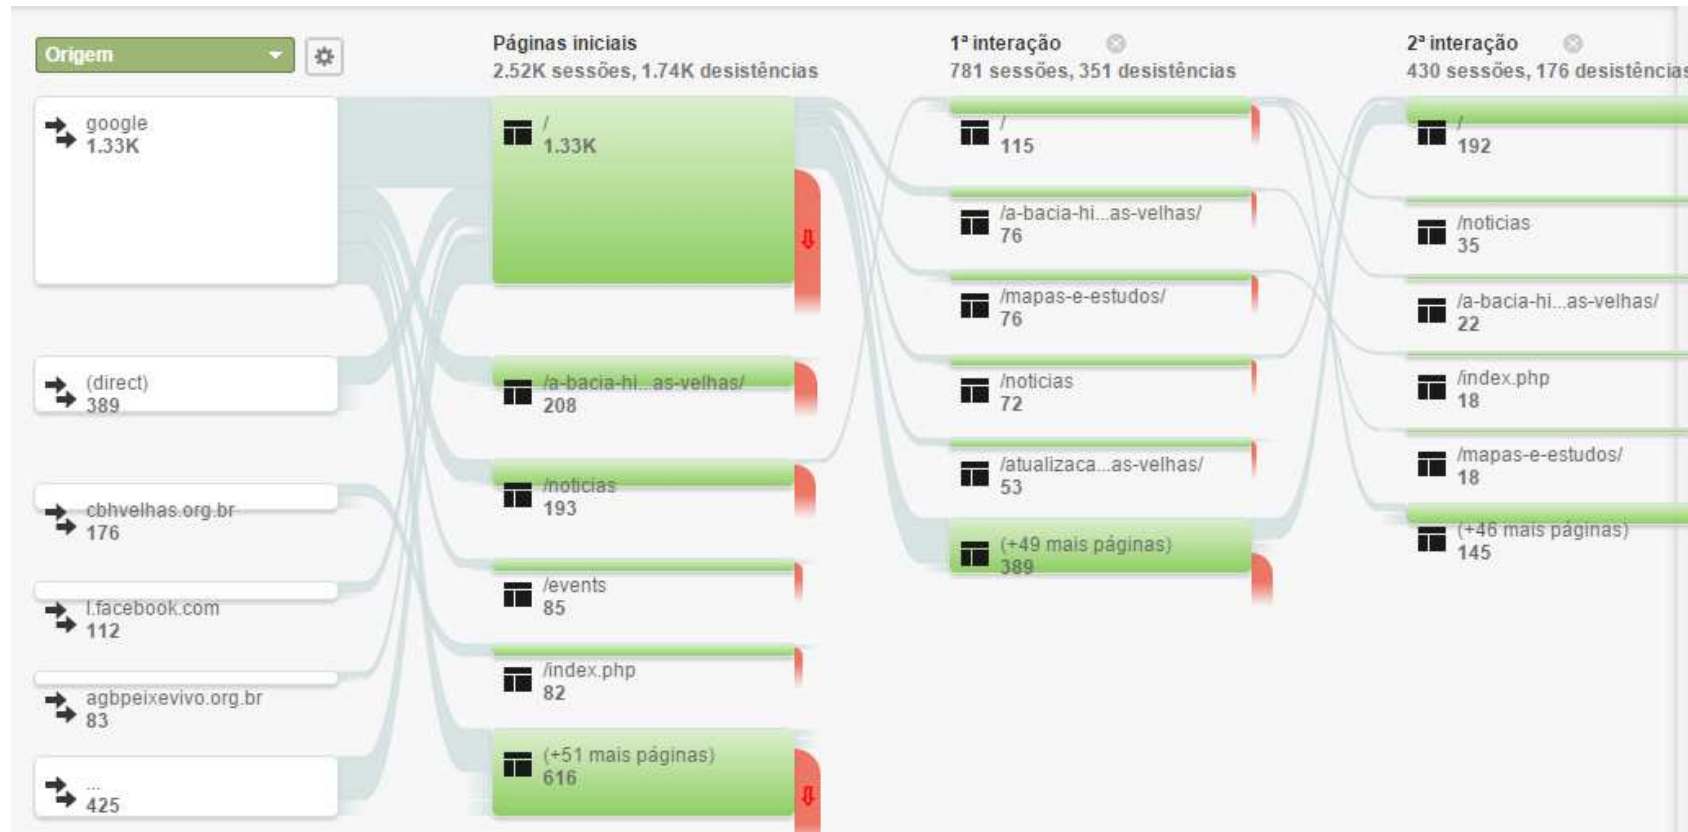 Origem
google
1.33K
(direct)
389
cbhvelhas.org.br
176
l.facebook.com
112
agbpeixevivo.org.br
83
...
425
Páginas iniciais
2.52K sessões, 1.74K desistências
/
1.33K
/a-bacia-hi...as-velhas/
208
/noticias
193
/events
85
/index.php
82
(+51 mais páginas)
616
1ª interação
781 sessões, 351 desistências
/
115
/a-bacia-hi...as-velhas/
76
/mapas-e-estudos/
76
/noticias
72
/atualizaca...as-velhas/
53
(+49 mais páginas)
389
2ª interação
430 sessões, 176 desistências
/
192
/noticias
35
/a-bacia-hi...as-velhas/
22
/index.php
18
/mapas-e-estudos/
18
(+46 mais páginas)
145